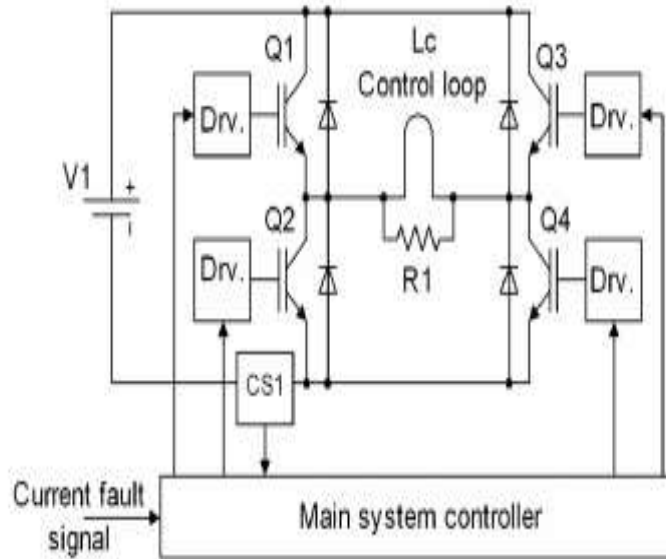 Q1
Lc
Control loop
Q3
Drv.
Drv.
V1
+
-
Q2
Q4
Drv.
R1
Drv.
CS1
Current fault
signal
Main system controller